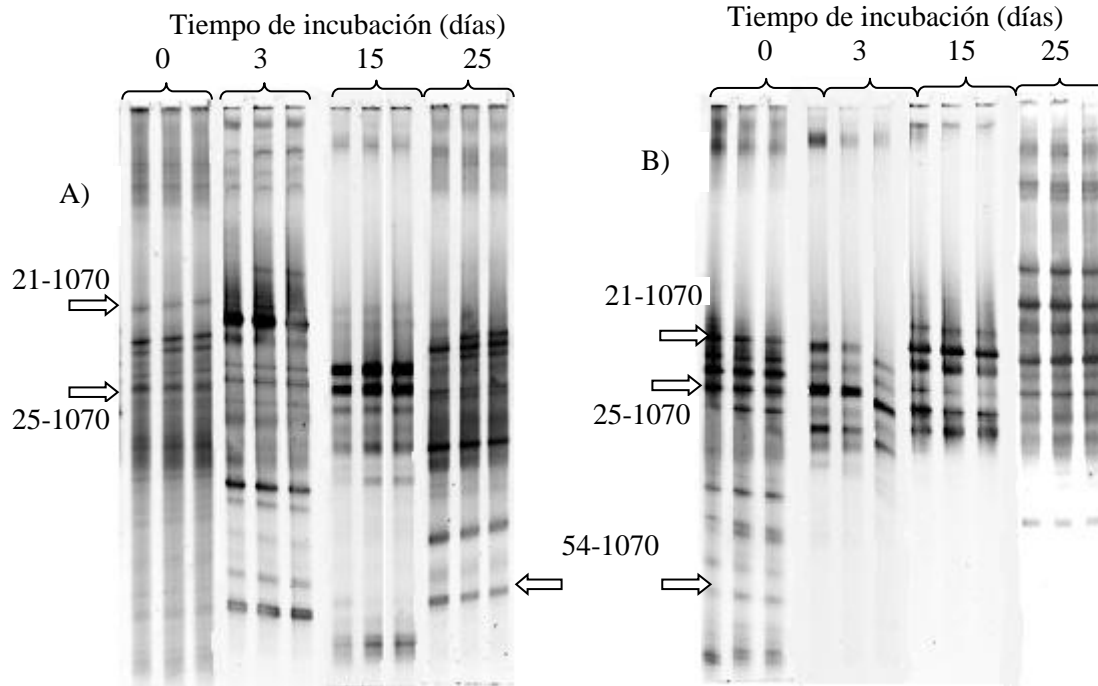 Tiempo de incubación (días)
0 3 15 25
A)
21-1070
25-1070
Tiempo de incubación (días)
0 3 15 25
B)
21-1070
25-1070
54-1070